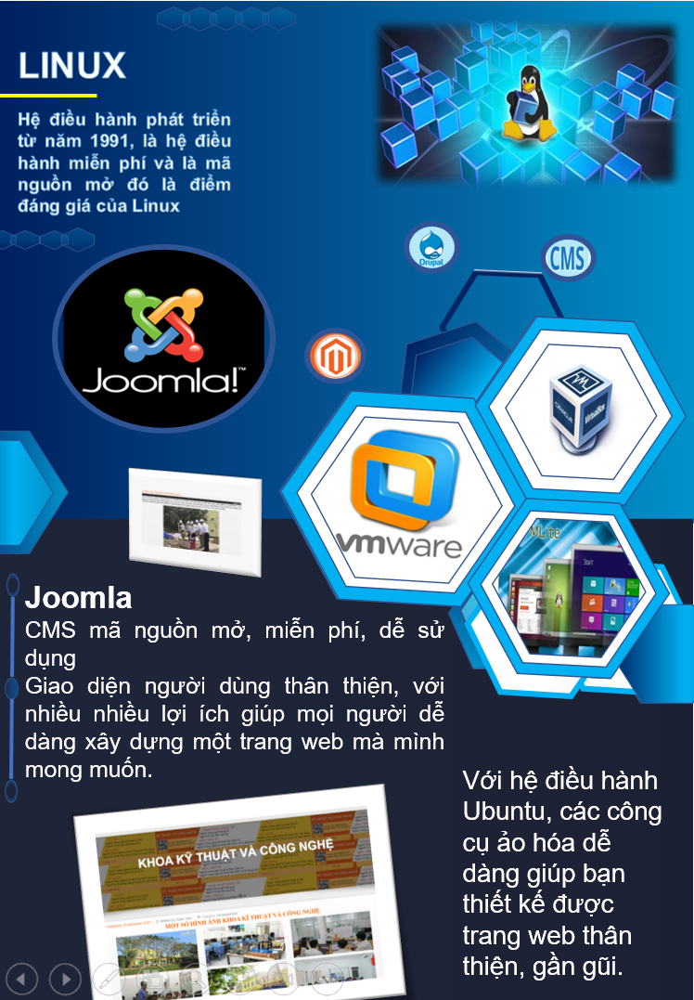 LINUX
Hệ điều hành phát triển
từ năm 1991, là hệ điều
hành miễn phí và là mã
nguồn mở đó là điểm
đáng giá của Linux
Drupal
CMS
Joomla!™
ORACLE
VirtualBox
vmware
MLite
Start
Joomla
CMS mã nguồn mở, miễn phí, dễ sử
dụng
Giao diện người dùng thân thiện, với
nhiều nhiều lợi ích giúp mọi người dễ
dàng xây dựng một trang web mà mình
mong muốn.
Với hệ điều hành
Ubuntu, các công
cụ ảo hóa dễ
dàng giúp bạn
thiết kế được
trang web thân
thiện, gần gũi.
KHOA KỸ THUẬT VÀ CÔNG NGHỆ
MỘT SỐ HÌNH ẢNH KHOA KĨ THUẬT VÀ CÔNG NGHỆ